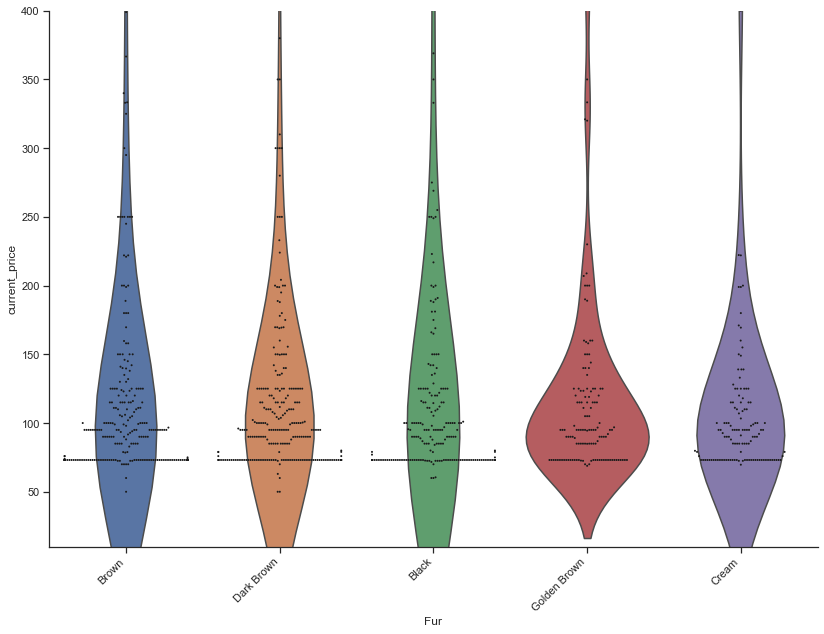 400
350
300
250
200
150
100
50
current_price
Brown
Dark Brown
Black
Golden Brown
Cream
Fur